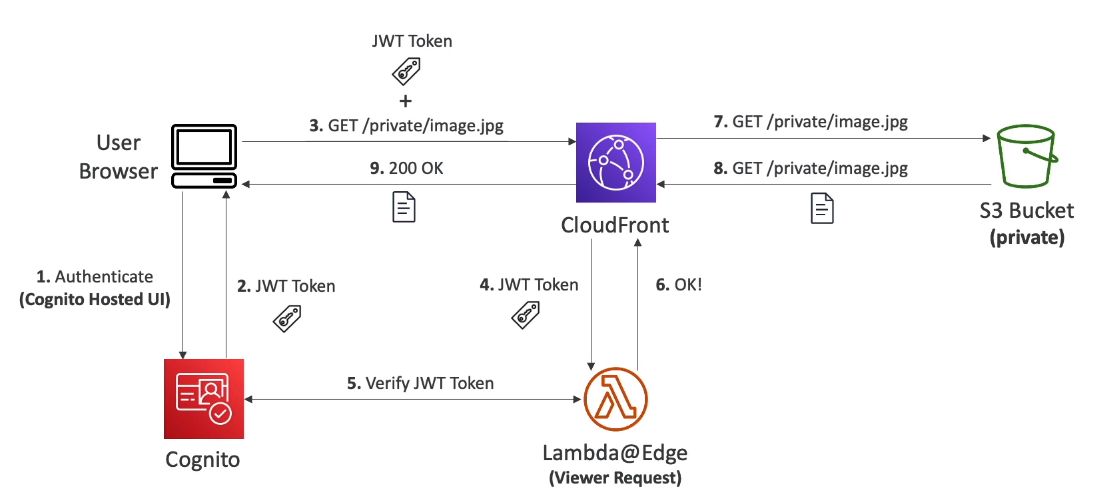 JWT Token
+
3. GET /private/image.jpg
7. GET /private/image.jpg
User
Browser
9. 200 OK
8. GET /private/image.jpg
CloudFront
S3 Bucket
(private)
1. Authenticate
(Cognito Hosted UI)
2. JWT Token
4. JWT Token
6. OK!
5. Verify JWT Token
Cognito
Lambda@Edge
(Viewer Request)